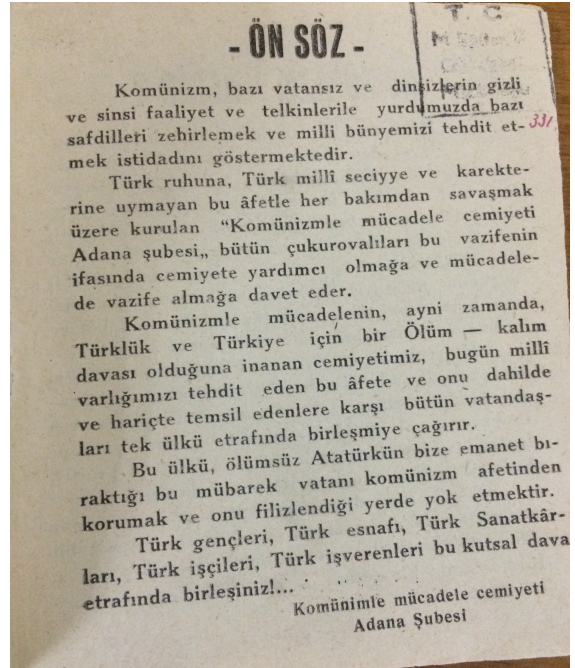 T. C
- ÖN SÖZ -
Komünizm, bazı vatansız ve dinsizlerin gizli
ve sinsi faaliyet ve telkinlerile yurdumuzda bazı
safdilleri zehirlemek ve milli bünyemizi tehdit et-
331
mek istidadını göstermektedir.
Türk ruhuna, Türk millî seciyye ve karekte-
rine uymayan bu âfetle her bakımdan savaşmak
üzere kurulan “Komünizmle mücadele cemiyeti
Adana şubesi„ bütün çukurovalıları bu vazifenin
ifasında cemiyete yardımcı olmağa ve mücadele-
de vazife almağa davet eder.
Komünizmle mücadelenin, ayni zamanda,
Türklük ve Türkiye için bir Ölüm — kalım
davası olduğuna inanan cemiyetimiz, bugün millî
varlığımızı tehdit eden bu âfete ve onu dahilde
ve hariçte temsil edenlere karşı bütün vatandaş-
ları tek ülkü etrafında birleşmiye çağırır.
Bu ülkü, ölümsüz Atatürkün bize emanet bı-
raktığı bu mübarek vatanı komünizm afetinden
korumak ve onu filizlendiği yerde yok etmektir.
Türk gençleri, Türk esnafı, Türk Sanatkâr-
ları, Türk işçileri, Türk işverenleri bu kutsal dava
etrafında birleşiniz!...
Komünimle mücadele cemiyeti
Adana Şubesi